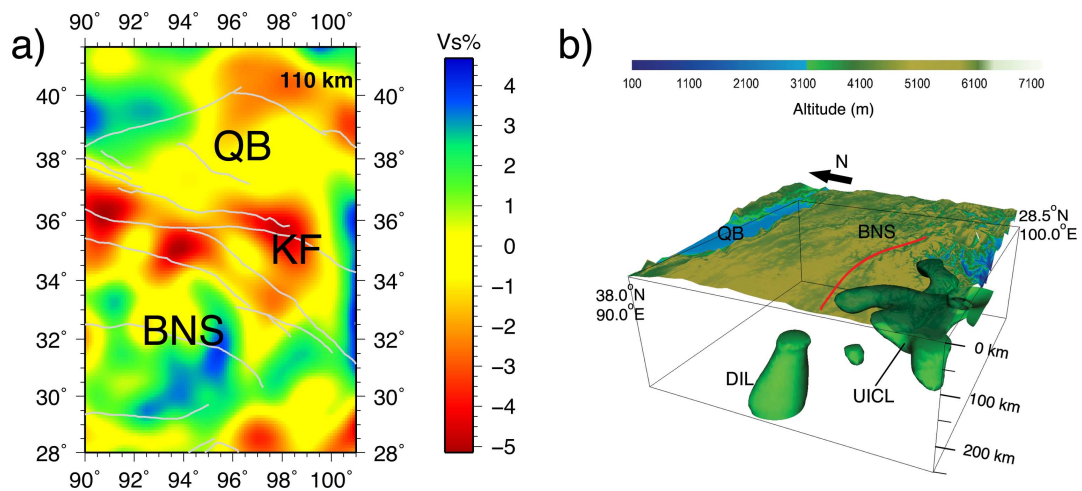 a)
90° 92° 94° 96° 98° 100°
110 km
40° 40°
QB
38° 38°
36° 36°
KF
34° 34°
BNS
32° 32°
30° 30°
28° 28°
90° 92° 94° 96° 98° 100°
Vs%
4
3
2
1
0
−1
−2
−3
−4
−5
b)
100 1100 2100 3100 4100 5100 6100 7100
Altitude (m)
N
28.5°N
100.0°E
QB
BNS
38.0°N
90.0°E
0 km
DIL
UICL
100 km
200 km